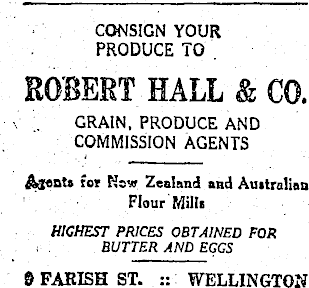 CONSIGN YOUR
PRODUCE TO
ROBERT HALL & CO.
GRAIN, PRODUCE AND
COMMISSION AGENTS
Agents for New Zealand and Australian
Flour Mills
HIGHEST PRICES OBTAINED FOR
BUTTER AND EGGS
9 FARISH ST. :: WELLINGTON